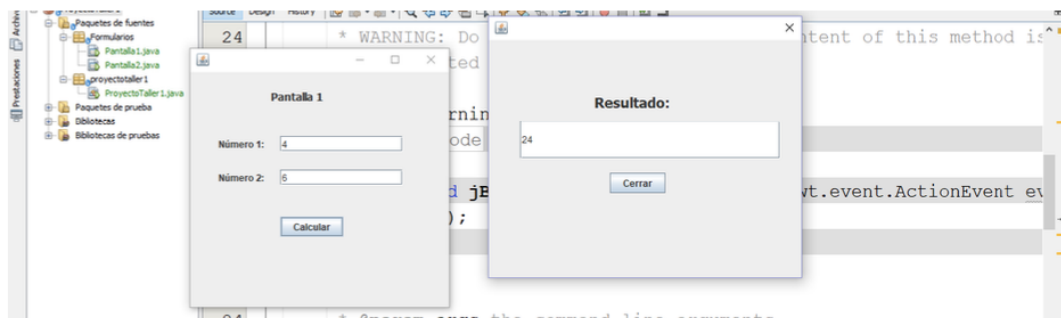 Source Design History
Archiv
Prestaciones
Paquetes de fuentes
Formularios
Pantalla1.java
Pantalla2.java
proyectotaller1
ProyectoTaller1.java
Paquetes de prueba
Bibliotecas
Bibliotecas de pruebas
24 * WARNING: Do
ntent of this method is
ted
rnin
ode
d jB
wt.event.ActionEvent ev
);
Pantalla 1
Número 1: 4
Número 2: 6
Calcular
Resultado:
24
Cerrar